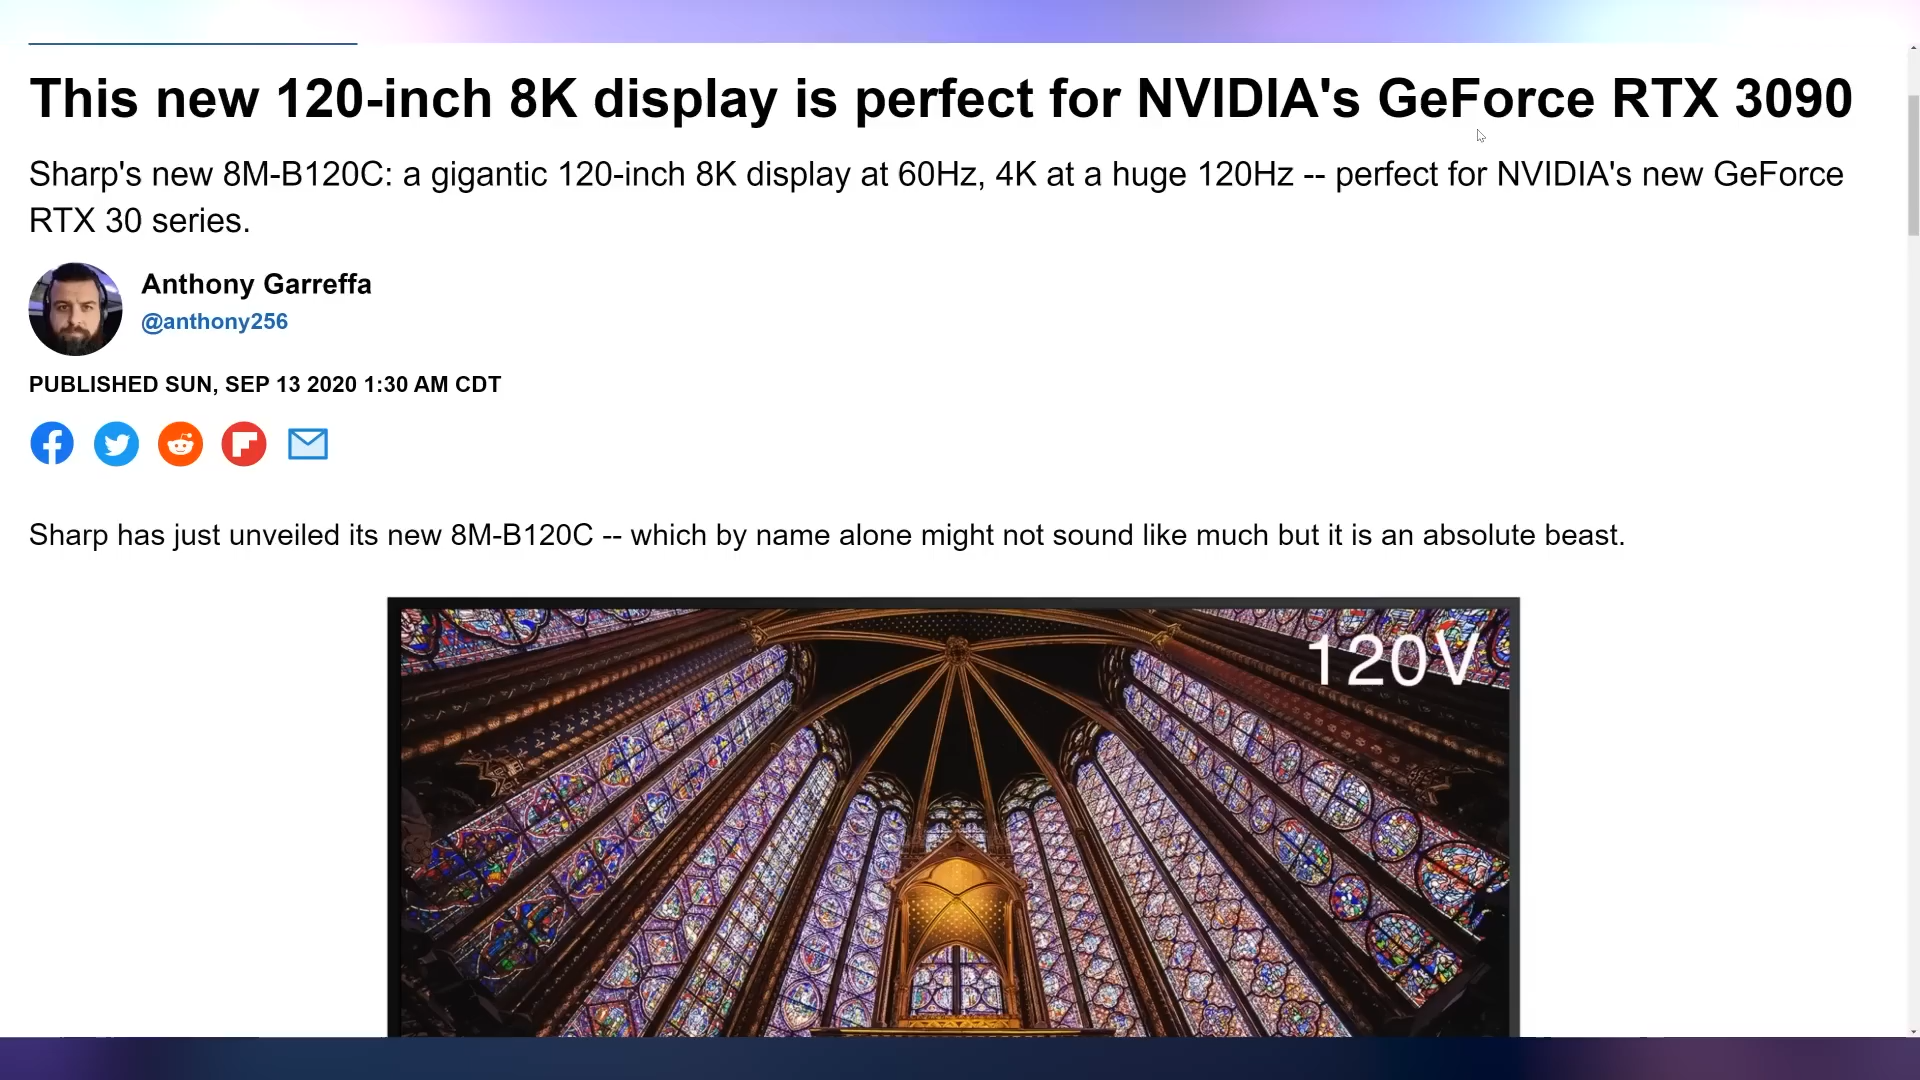 This new 120-inch 8K display is perfect for NVIDIA's GeForce RTX 3090
Sharp's new 8M-B120C: a gigantic 120-inch 8K display at 60Hz, 4K at a huge 120Hz -- perfect for NVIDIA's new GeForce
RTX 30 series.
Anthony Garreffa
@anthony256
PUBLISHED SUN, SEP 13 2020 1:30 AM CDT
Sharp has just unveiled its new 8M-B120C -- which by name alone might not sound like much but it is an absolute beast.
120V